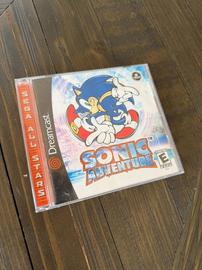 SEGA ALL STARS
Dreamcast
SONIC
ADVENTURE
E